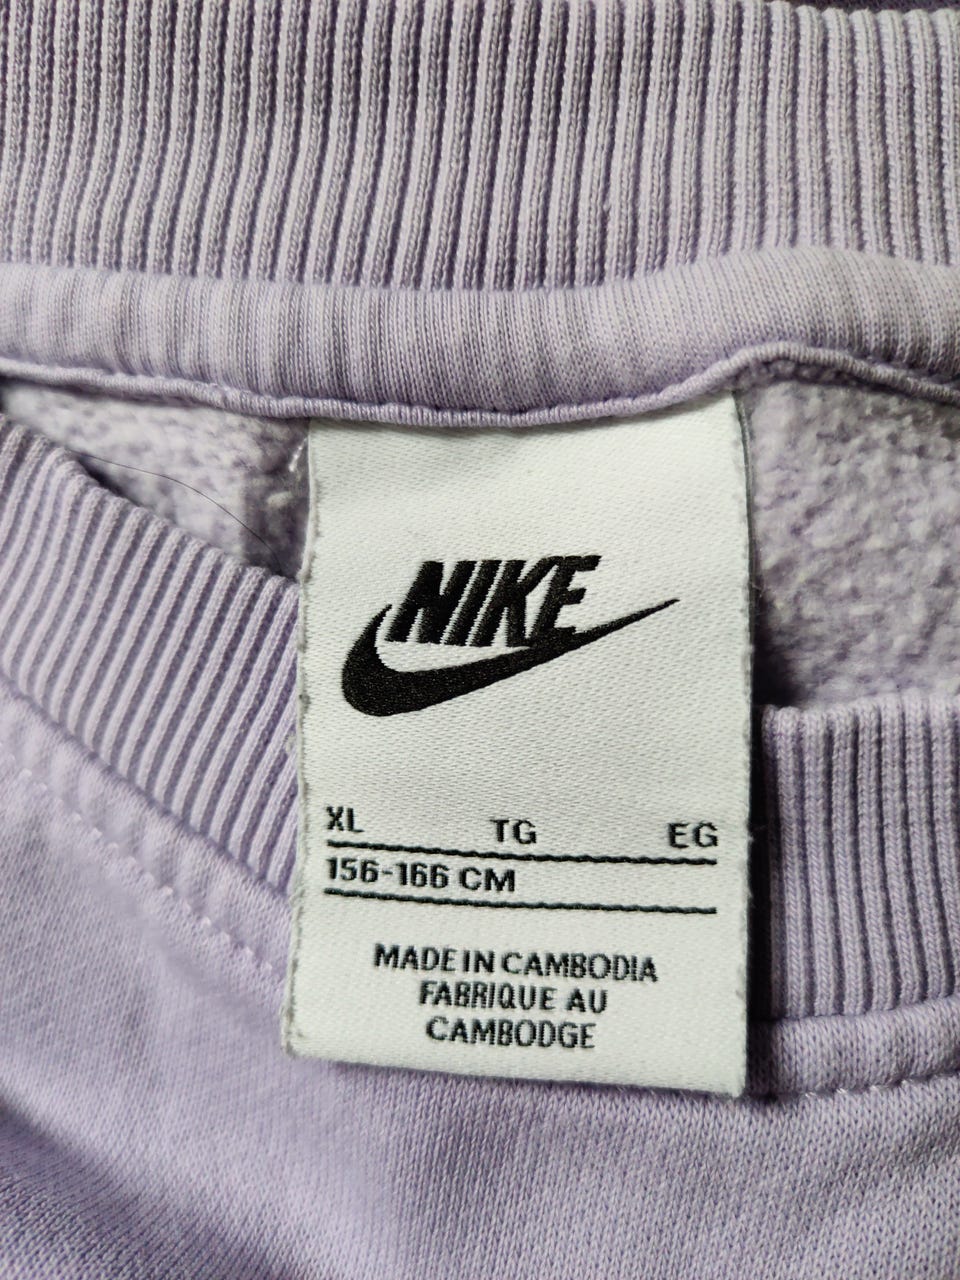 NIKE
XL TG EG
156-166 CM
MADE IN CAMBODIA
FABRIQUE AU
CAMBODGE